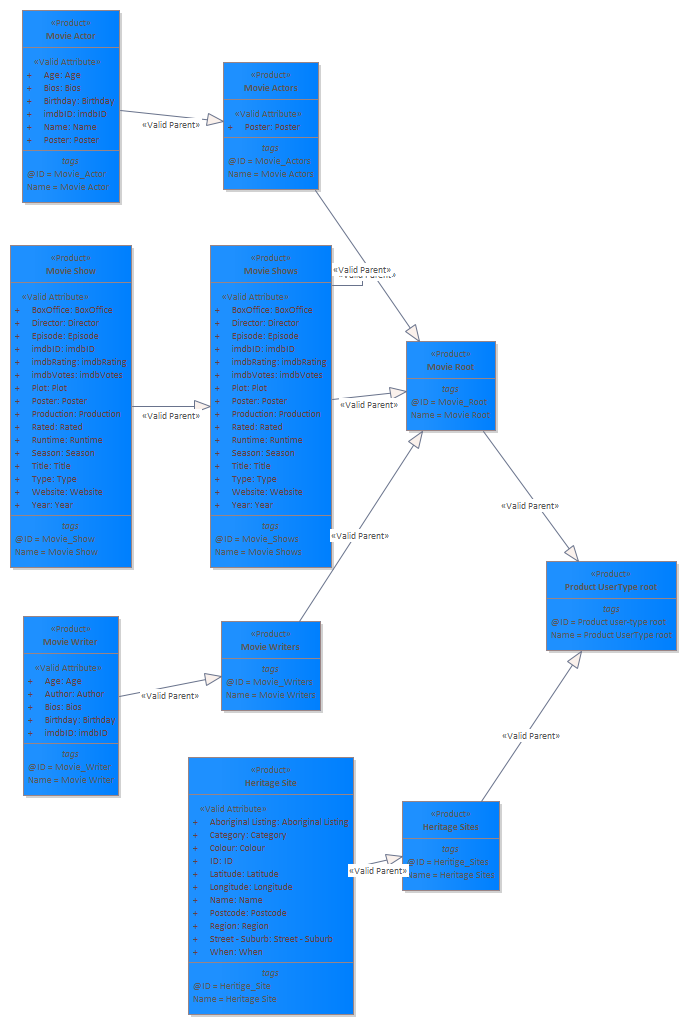 «Product»
Movie Actor
«Valid Attribute»
+ Age: Age
+ Bios: Bios
+ Birthday: Birthday
+ imdbID: imdbID
+ Name: Name
+ Poster: Poster
tags
@ID = Movie_Actor
Name = Movie Actor
«Valid Parent»
«Product»
Movie Actors
«Valid Attribute»
+ Poster: Poster
tags
@ID = Movie_Actors
Name = Movie Actors
«Valid Parent»
«Valid Parent»
«Product»
Movie Show
«Valid Attribute»
+ BoxOffice: BoxOffice
+ Director: Director
+ Episode: Episode
+ imdbID: imdbID
+ imdbRating: ImdbRating
+ imdbVotes: imdbVotes
+ Plot: Plot
+ Poster: Poster
+ Production: Production
+ Rated: Rated
+ Runtime: Runtime
+ Season: Season
+ Title: Title
+ Type: Type
+ Website: Website
+ Year: Year
tags
@ID = Movie_Show
Name = Movie Show
«Valid Parent»
«Product»
Movie Shows
«Valid Attribute»
+ BoxOffice: BoxOffice
+ Director: Director
+ Episode: Episode
+ imdbID: imdbID
+ imdbRating: ImdbRating
+ imdbVotes: imdbVotes
+ Plot: Plot
+ Poster: Poster
+ Production: Production
+ Rated: Rated
+ Runtime: Runtime
+ Season: Season
+ Title: Title
+ Type: Type
+ Website: Website
+ Year: Year
tags
@ID = Movie_Shows
Name = Movie Shows
«Valid Parent»
«Product»
Movie Root
tags
@ID = Movie_Root
Name = Movie Root
«Valid Parent»
«Valid Parent»
«Product»
Product UserType root
tags
@ID = Product user-type root
Name = Product UserType root
«Product»
Movie Writer
«Valid Attribute»
+ Age: Age
+ Author: Author
+ Bios: Bios
+ Birthday: Birthday
+ imdbID: imdbID
tags
@ID = Movie_Writer
Name = Movie Writer
«Valid Parent»
«Product»
Movie Writers
tags
@ID = Movie_Writers
Name = Movie Writers
«Valid Parent»
«Product»
Heritage Site
«Valid Attribute»
+ Aboriginal Listing: Aboriginal Listing
+ Category: Category
+ Colour: Colour
+ ID: ID
+ Latitude: Latitude
+ Longitude: Longitude
+ Name: Name
+ Postcode: Postcode
+ Region: Region
+ Street - Suburb: Street - Suburb
+ When: When
tags
@ID = Heritige_Site
Name = Heritage Site
«Valid Parent»
«Product»
Heritage Sites
tags
@ID = Heritige_Sites
Name = Heritage Sites